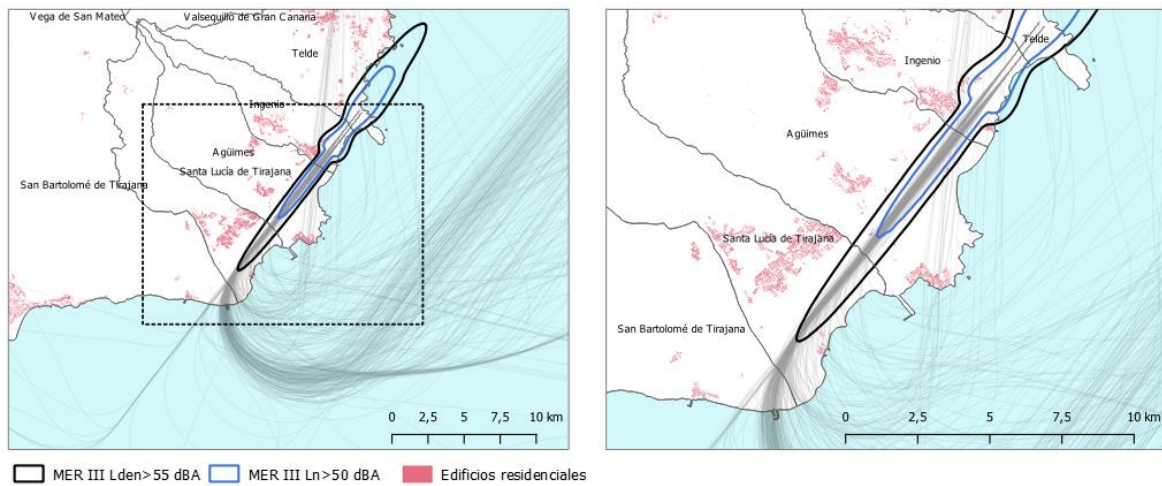 Vega de San Mateo
Valsequillo de Gran Canana
Telde
Ingenio
Agüimes
Santa Lucía de Tirajana
San Bartolomé de Tirajana
0 2,5 5 7,5 10 km
Telde
Ingenio
Agüimes
Santa Lucía de Tirajana
San Bartolomé de Tirajana
0 2,5 5 7,5 10 km
MER III Lden>55 dBA MER III Ln>50 dBA Edificios residenciales